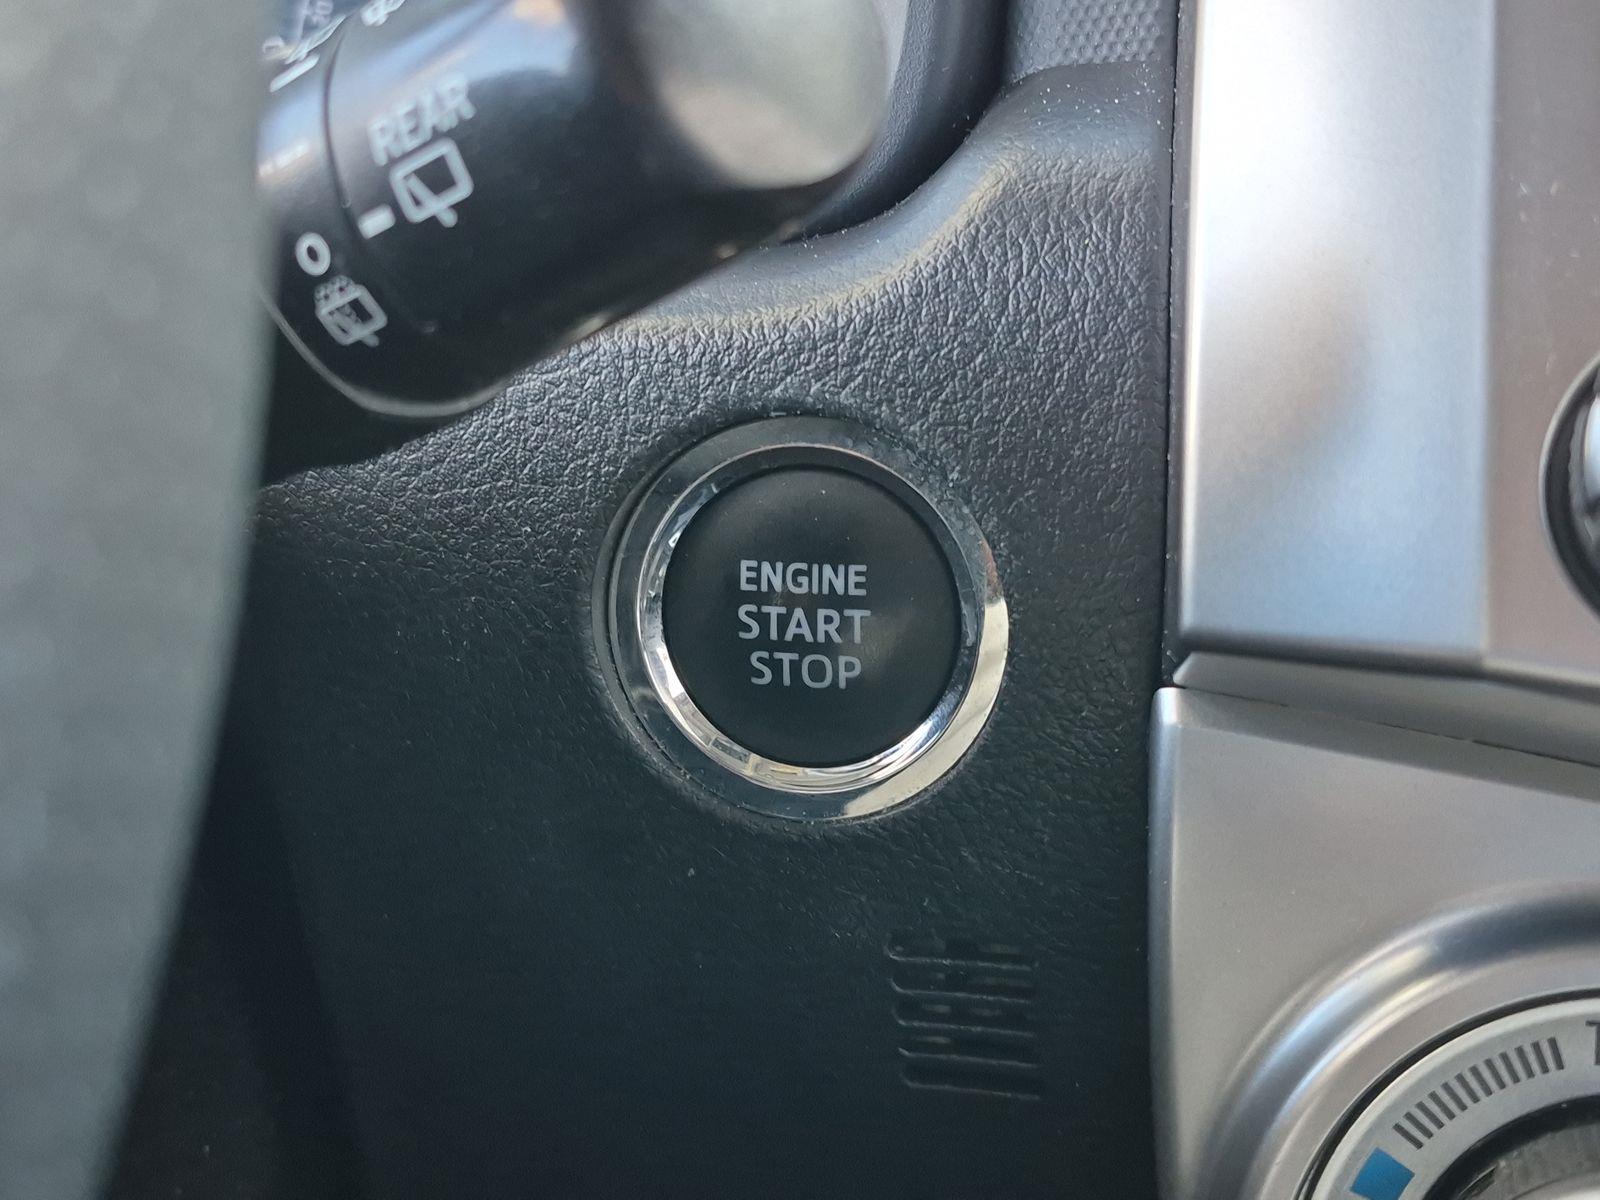 REAR
O
ENGINE
START
STOP